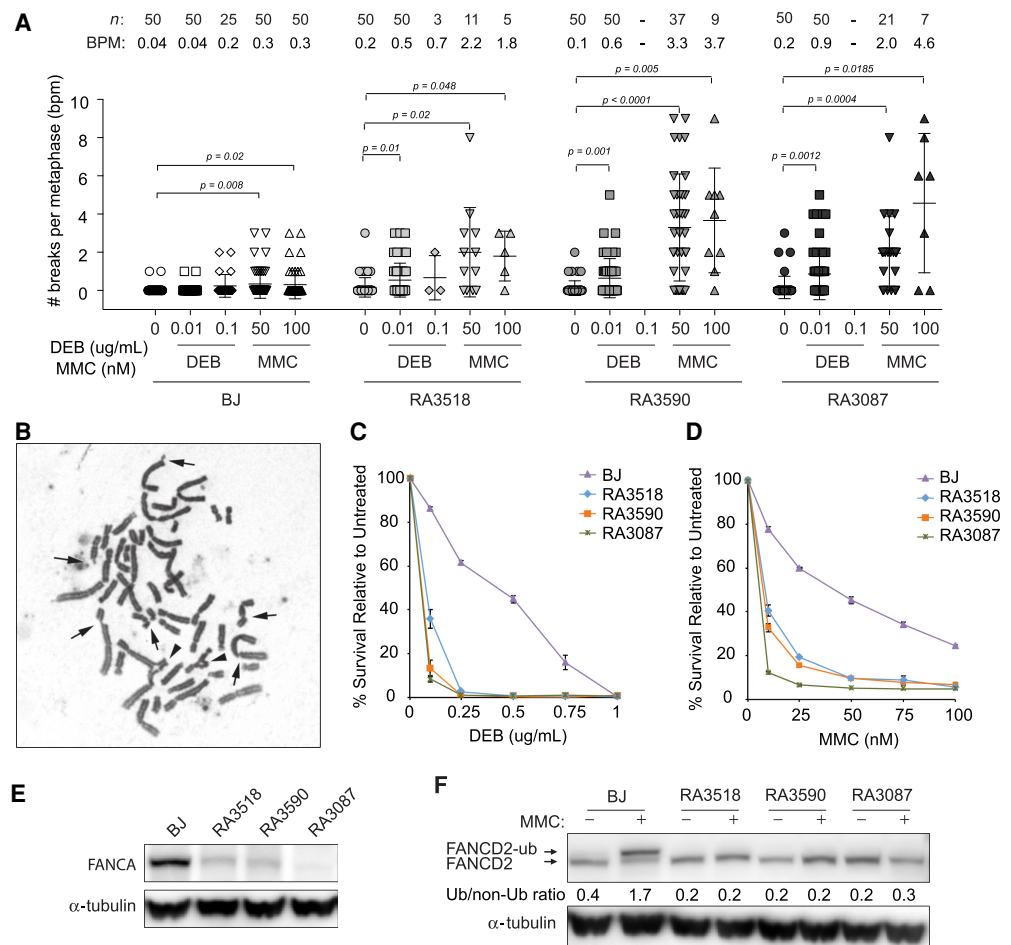 A
n: 50 50 25 50 50 50 50 3 11 5 50 50 - 37 9 50 50 - 21 7
BPM: 0.04 0.04 0.2 0.3 0.3 0.2 0.5 0.7 2.2 1.8 0.1 0.6 - 3.3 3.7 0.2 0.9 - 2.0 4.6
# breaks per metaphase (bpm)
10
8
6
4
2
0
p = 0.02
p = 0.008
p = 0.048
p = 0.02
p = 0.01
p = 0.005
p < 0.0001
p = 0.001
p = 0.0185
p = 0.0004
p = 0.0012
0 0.01 0.1 50 100 0 0.01 0.1 50 100 0 0.01 0.1 50 100 0 0.01 0.1 50 100
DEB (ug/mL)
MMC (nM)
DEB MMC DEB MMC DEB MMC DEB MMC
BJ RA3518 RA3590 RA3087
B
C
% Survival Relative to Untreated
100
80
60
40
20
0
0 0.25 0.5 0.75 1
DEB (ug/mL)
BJ
RA3518
RA3590
RA3087
D
% Survival Relative to Untreated
100
80
60
40
20
0
0 25 50 75 100
MMC (nM)
BJ
RA3518
RA3590
RA3087
E
BJ RA3518 RA3590 RA3087
FANCA
α-tubulin
F
BJ RA3518 RA3590 RA3087
MMC: – + – + – + – +
FANCD2-ub
FANCD2
Ub/non-Ub ratio 0.4 1.7 0.2 0.2 0.2 0.2 0.2 0.3
α-tubulin